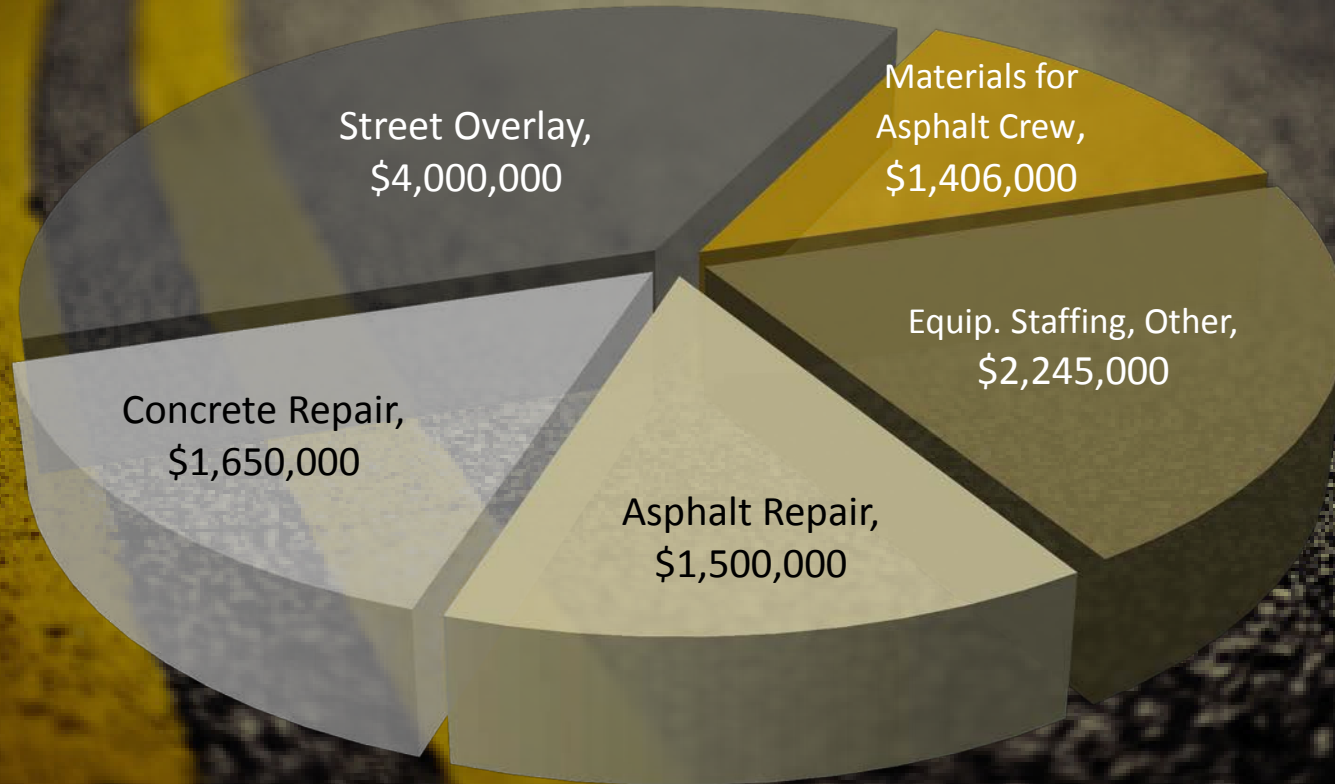 Street Overlay,
$4,000,000
Materials for
Asphalt Crew,
$1,406,000
Equip. Staffing, Other,
$2,245,000
Concrete Repair,
$1,650,000
Asphalt Repair,
$1,500,000